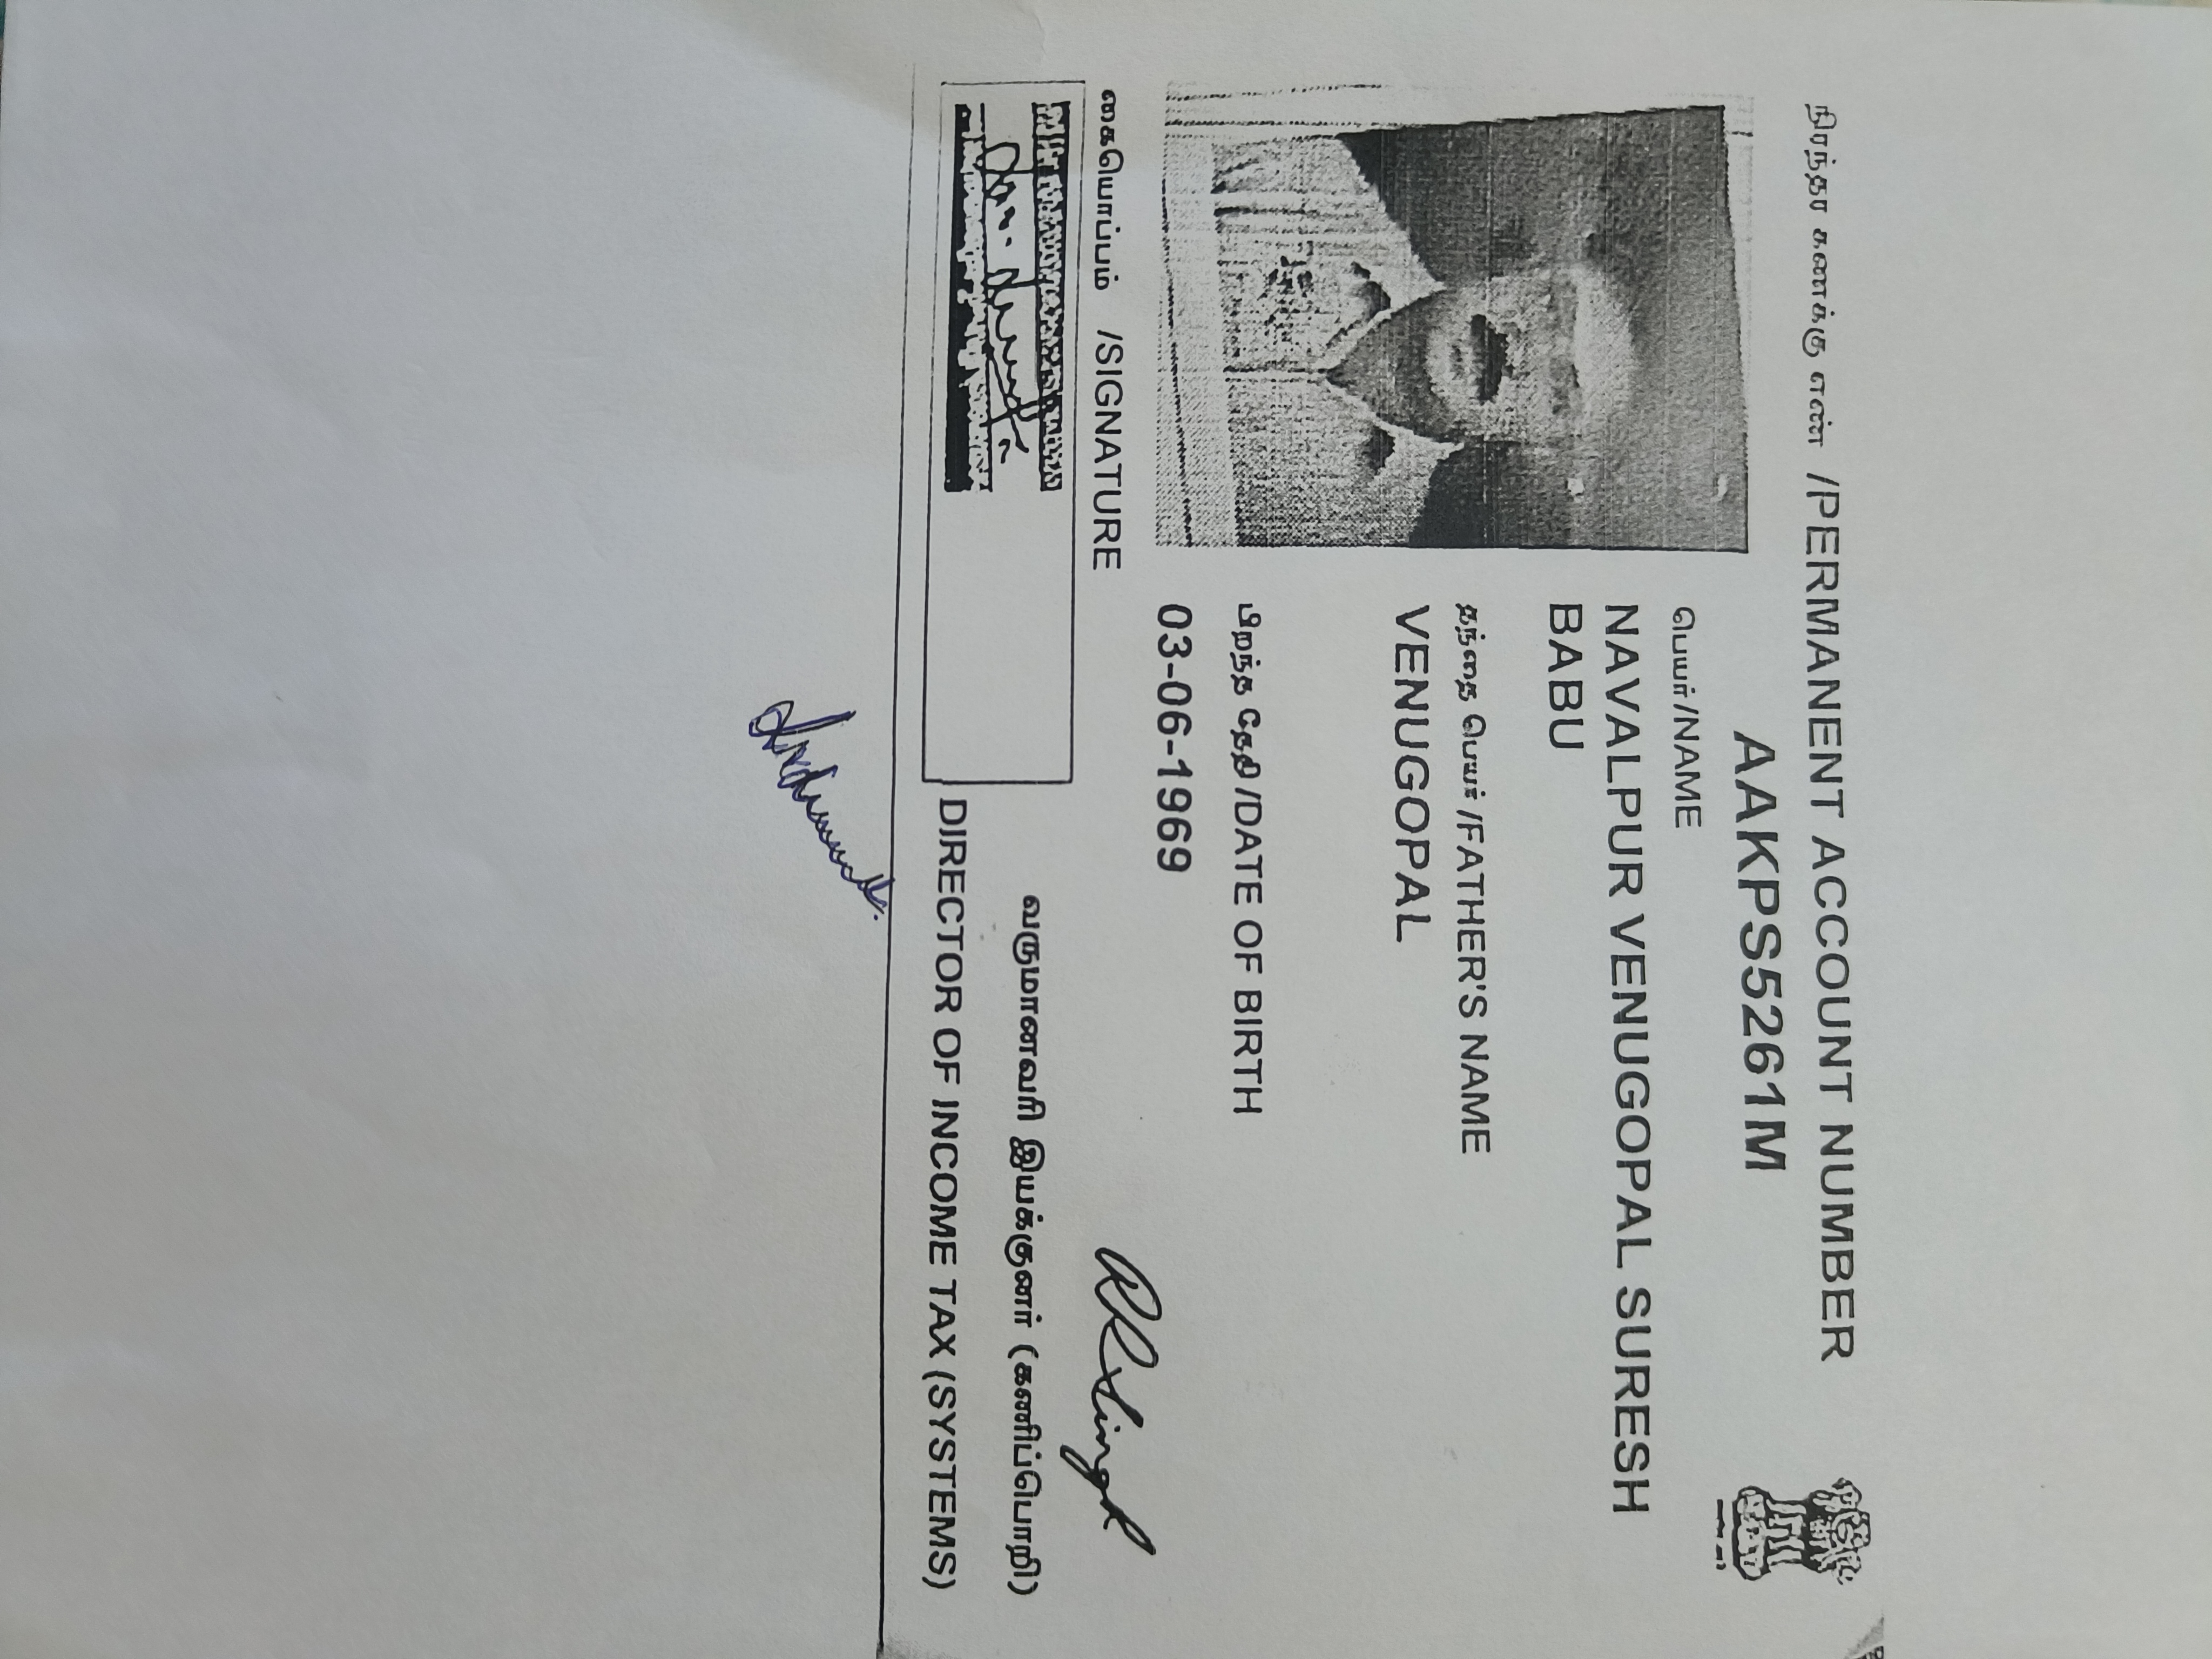 நிரந்தர கணக்கு எண் /PERMANENT ACCOUNT NUMBER
AAKPS5261M
பெயர் /NAME
NAVALPUR VENUGOPAL SURESH
BABU
தந்தை பெயர் /FATHER'S NAME
VENUGOPAL
பிறந்த தேதி /DATE OF BIRTH
03-06-1969
கையொப்பம் /SIGNATURE
வருமானவரி இயக்குனர் (கணிப்பொறி)
DIRECTOR OF INCOME TAX (SYSTEMS)